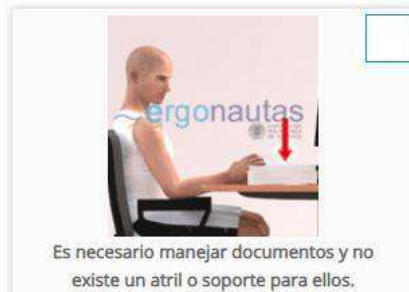 ergonautas
Es necesario manejar documentos y no
existe un atril o soporte para ellos.